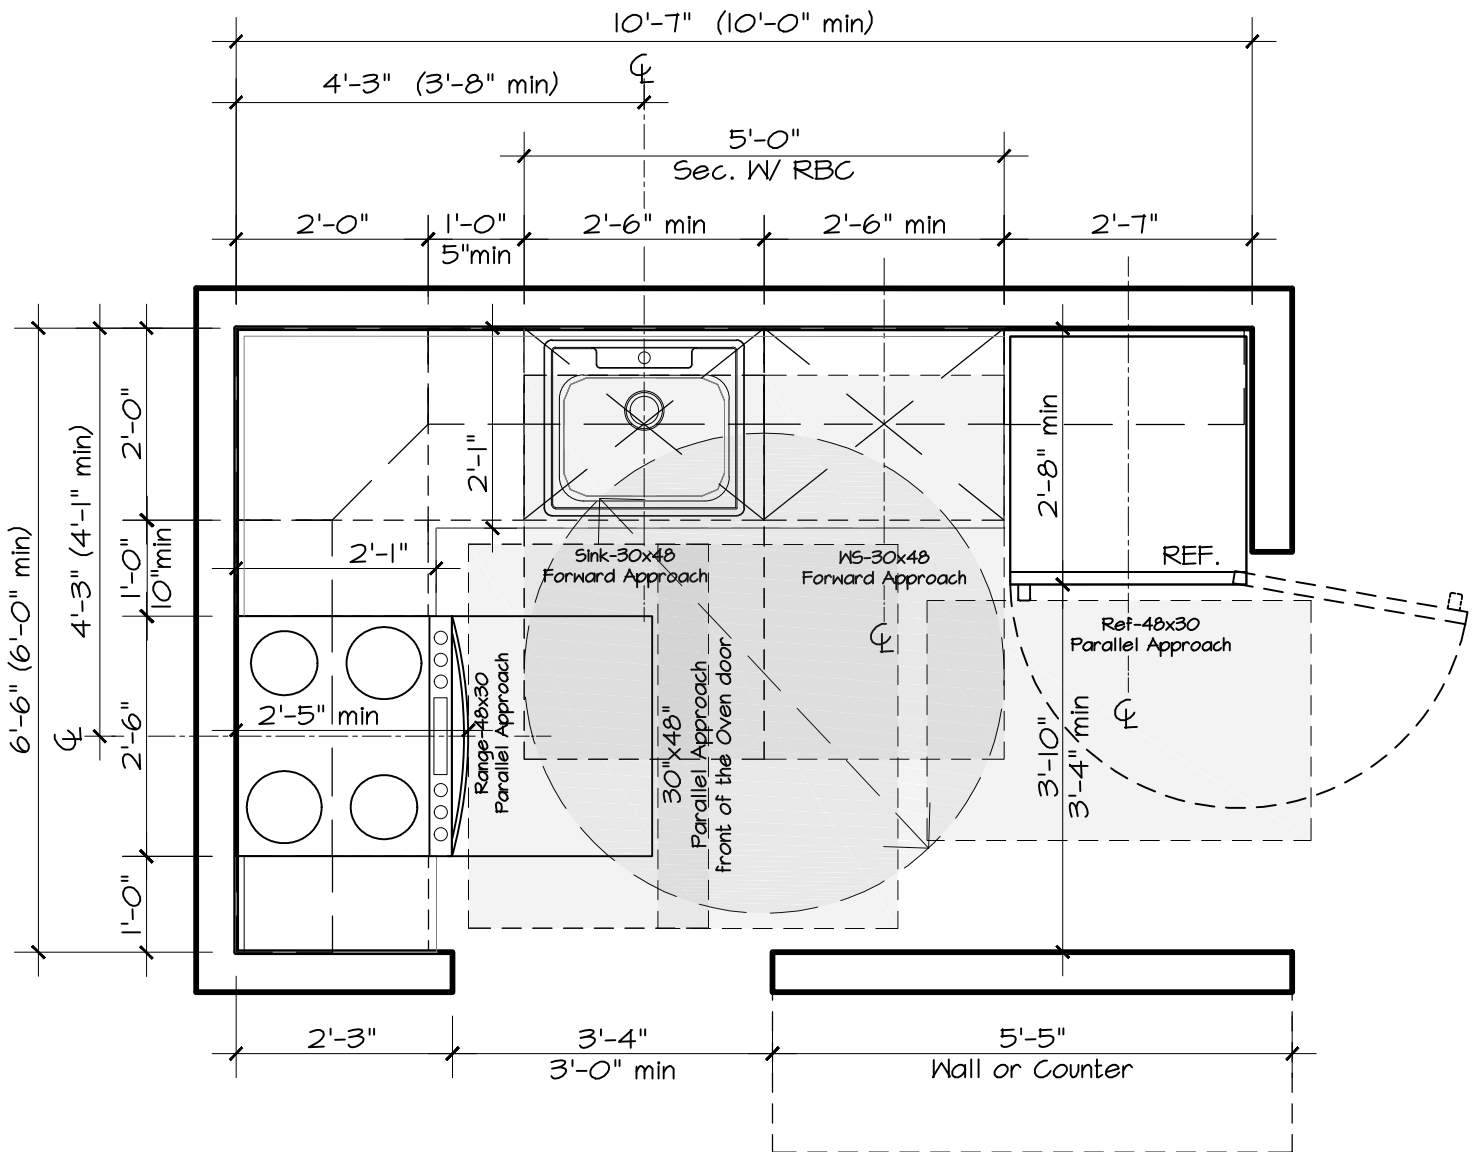 10'-7" (10'-0" min)
℄
4'-3" (3'-8" min)
5'-0"
Sec. W/ RBC
2'-0"
1'-0"
5"min
2'-6" min
2'-6" min
2'-7"
6'-6" (6'-0" min)
4'-3" (4'-1" min)
℄
2'-0"
1'-0"
10"min
2'-6"
1'-0"
2'-1"
2'-1"
2'-8" min
REF.
Sink-30x48
Forward Approach
WS-30x48
Forward Approach
℄
Ref-48x30
Parallel Approach
℄
2'-5" min
Range-48x30
Parallel Approach
30"x48"
Parallel Approach
front of the Oven door
3'-10"
3'-4" min
2'-3"
3'-4"
3'-0" min
5'-5"
Wall or Counter